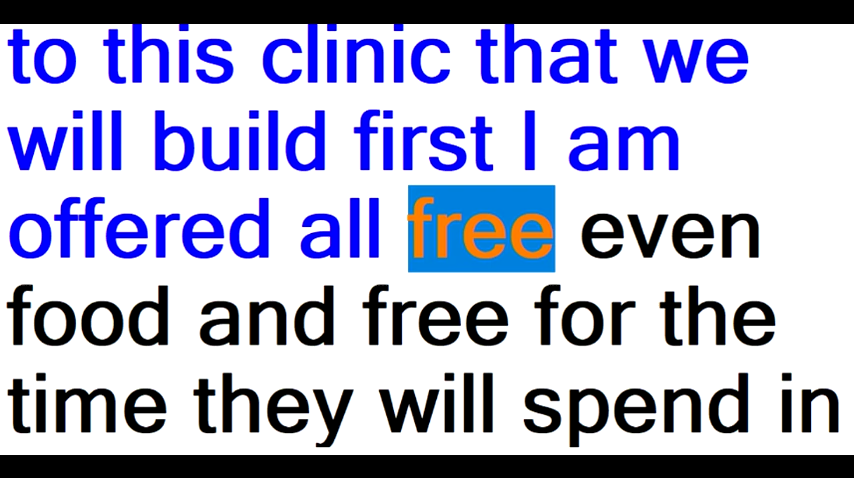 to this clinic that we
will build first I am
offered all free even
food and free for the
time they will spend in